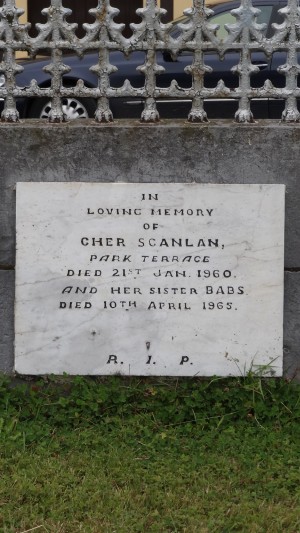 IN
LOVING MEMORY
OF
CHER SCANLAN,
PARK TERRACE
DIED 21ST JAN. 1960.
AND HER SISTER BABS
DIED 10TH APRIL 1965.
R. I. P.